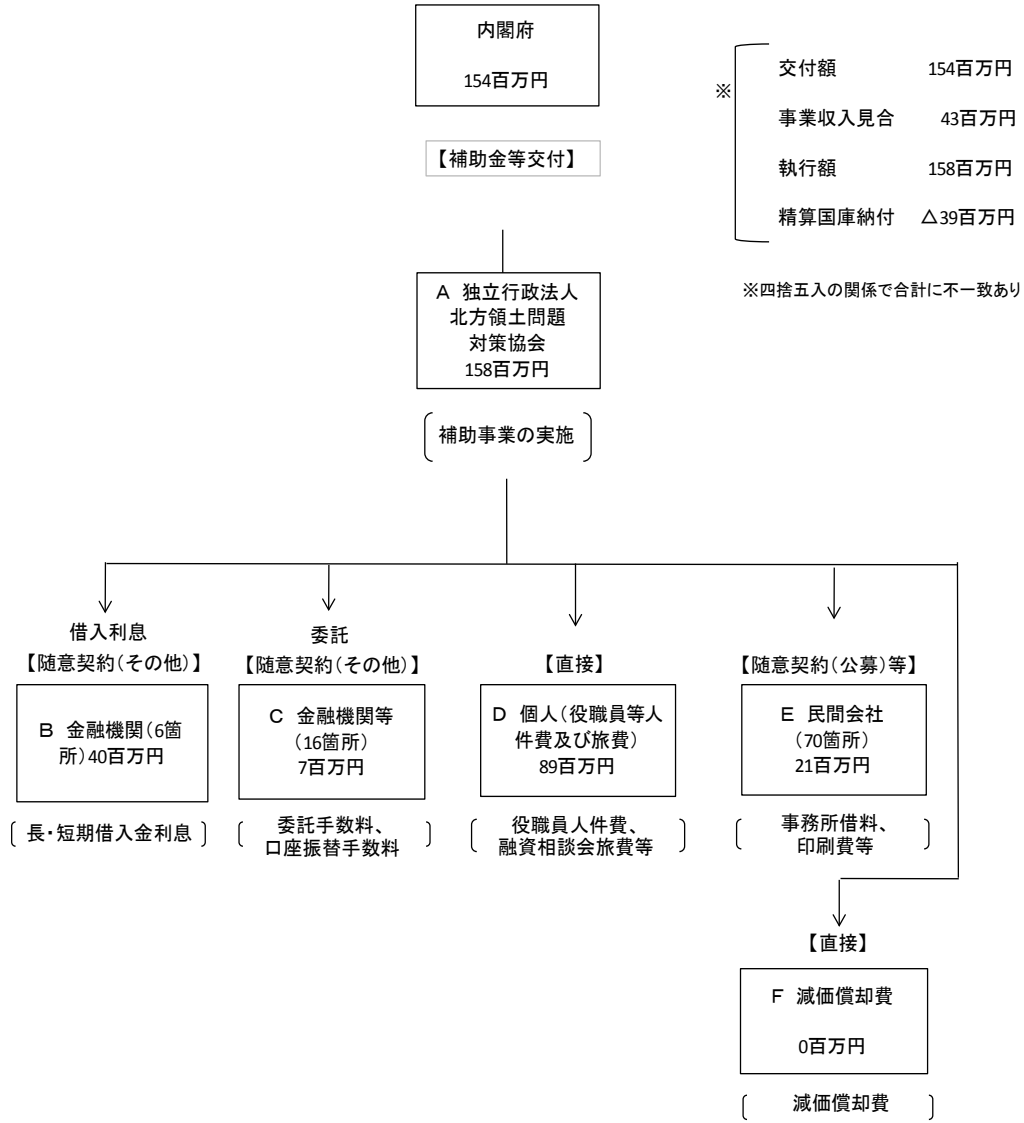 内閣府
154百万円
【補助金等交付】
※
交付額 154百万円
事業収入見合 43百万円
執行額 158百万円
精算国庫納付 △39百万円
※四捨五入の関係で合計に不一致あり
A 独立行政法人
北方領土問題
対策協会
158百万円
補助事業の実施
借入利息
【随意契約(その他)】
B 金融機関(6箇
所)40百万円
長・短期借入金利息
委託
【随意契約(その他)】
C 金融機関等
(16箇所)
7百万円
委託手数料、
口座振替手数料
【直接】
D 個人(役職員等人
件費及び旅費)
89百万円
役職員人件費、
融資相談会旅費等
【随意契約(公募)等】
E 民間会社
(70箇所)
21百万円
事務所借料、
印刷費等
【直接】
F 減価償却費
0百万円
減価償却費